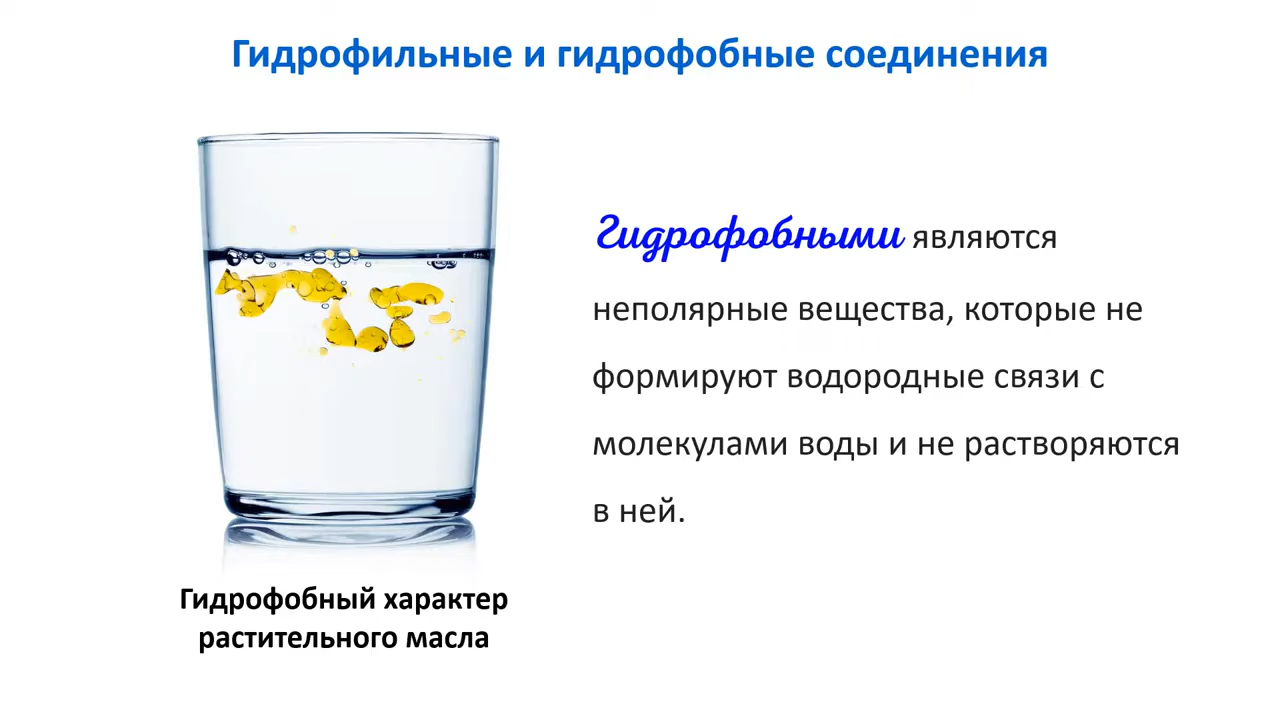 Гидрофильные и гидрофобные соединения
Гидрофобными являются
неполярные вещества, которые не
формируют водородные связи с
молекулами воды и не растворяются
в ней.
Гидрофобный характер
растительного масла